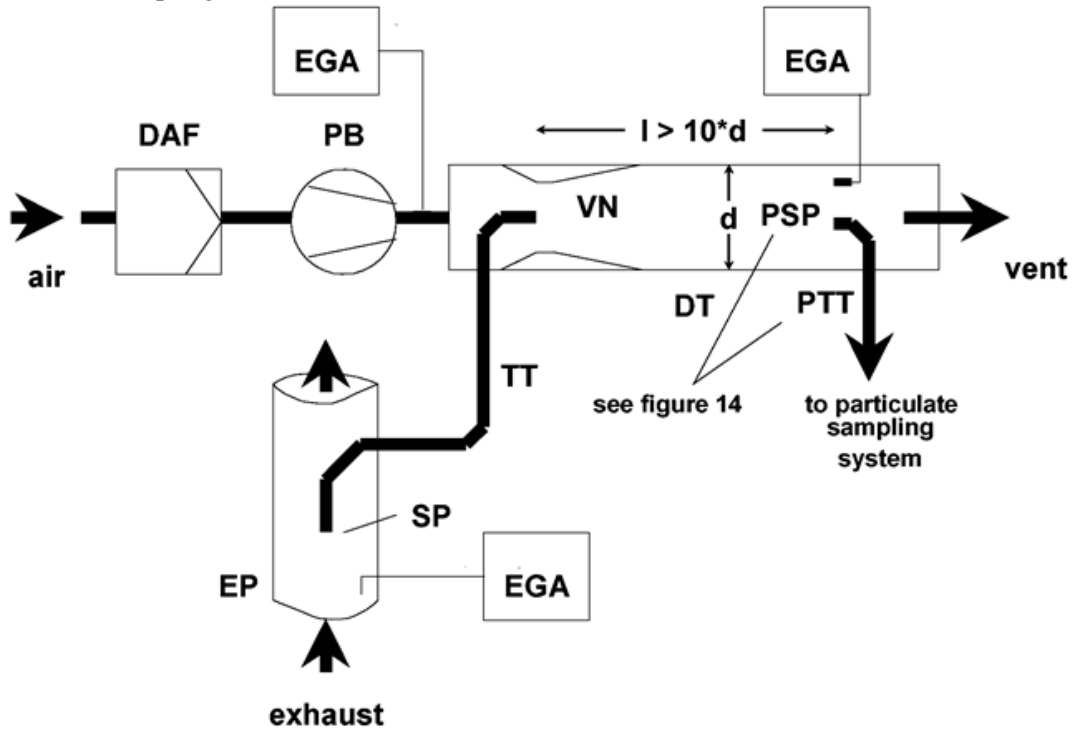 EGA
EGA
DAF
PB
l > 10*d
VN
d
PSP
air
vent
DT
PTT
TT
see figure 14
to particulate
sampling
system
SP
EP
EGA
exhaust